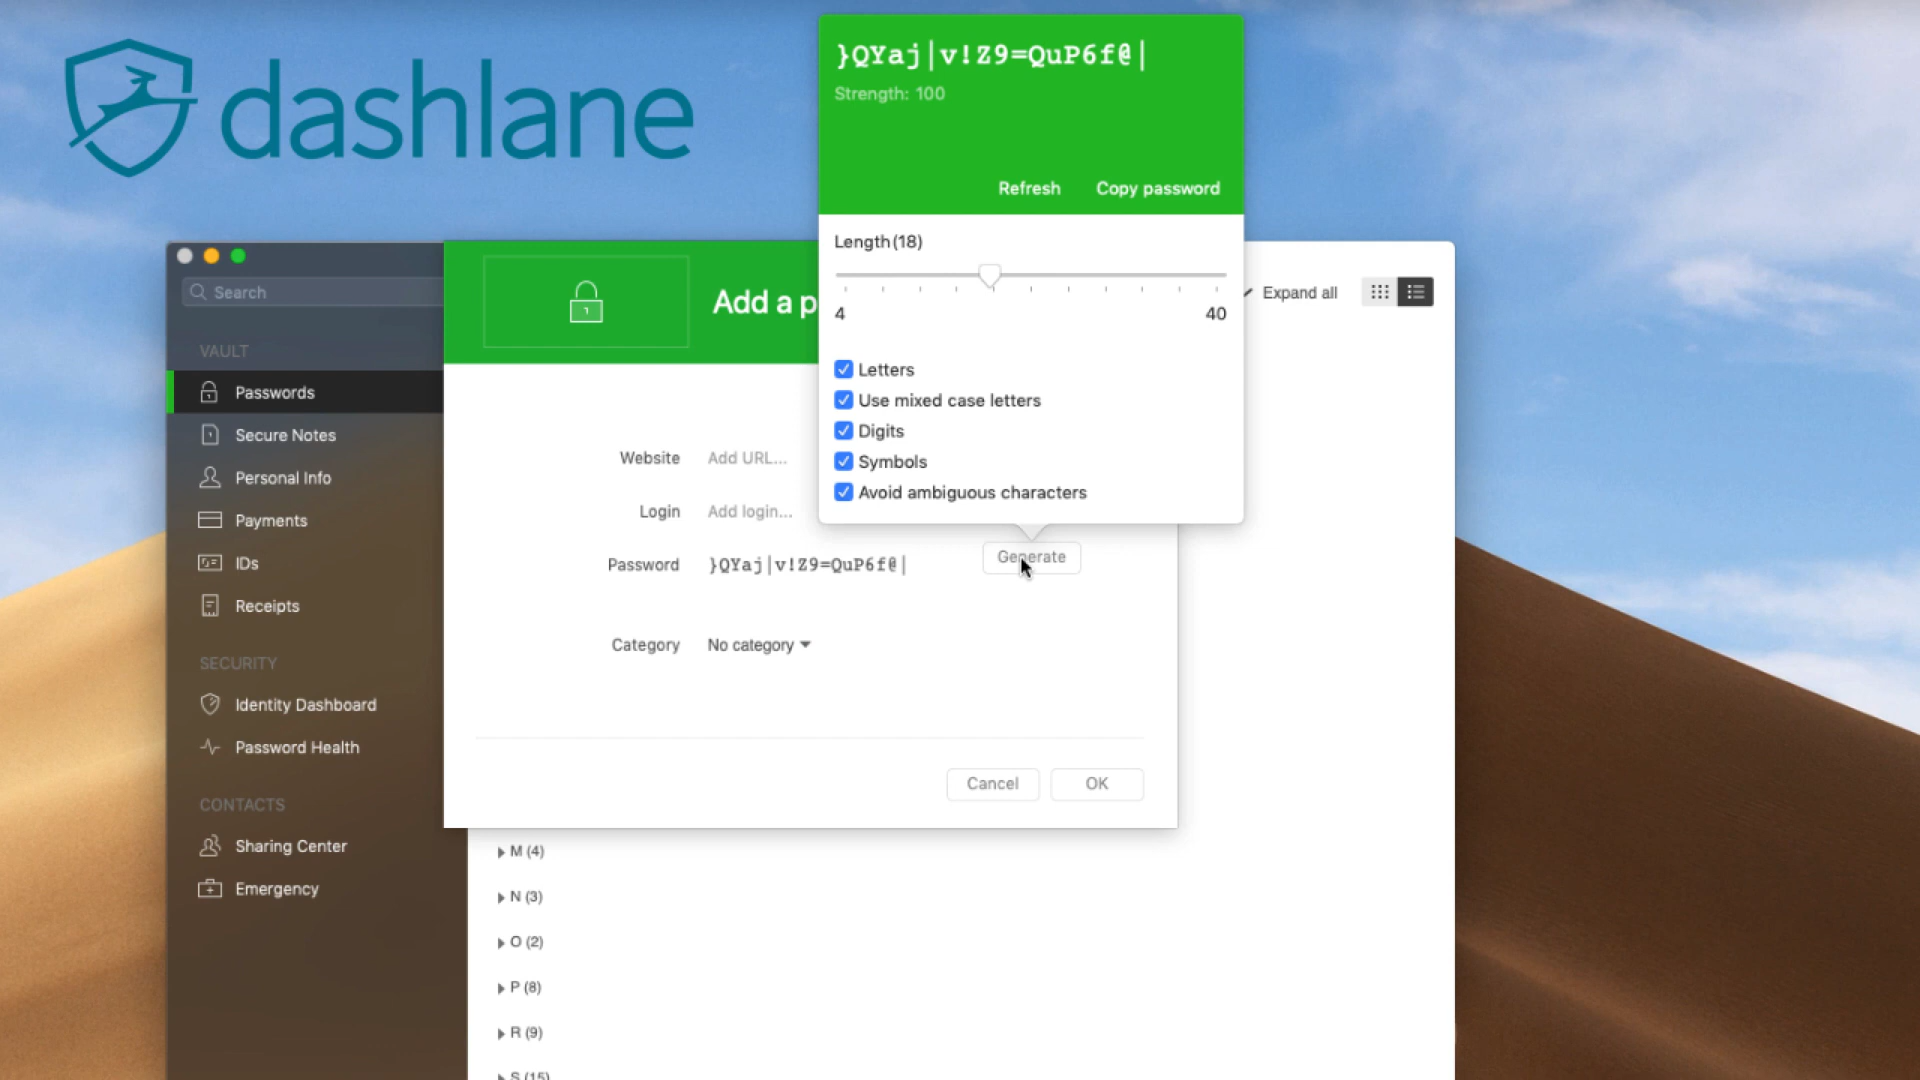 dashlane
}QYaj|v!Z9=QuP6f@|
Strength: 100
Refresh
Copy password
Length(18)
4
40
Letters
Use mixed case letters
Digits
Symbols
Avoid ambiguous characters
Search
VAULT
Passwords
Secure Notes
Personal Info
Payments
IDs
Receipts
SECURITY
Identity Dashboard
Password Health
CONTACTS
Sharing Center
Emergency
Add a p
Expand all
Website
Add URL...
Login
Add login...
Password
}QYaj|v!Z9=QuP6f@|
Generate
Category
No category
Cancel
OK
M (4)
N (3)
O (2)
P (8)
R (9)
S (15)